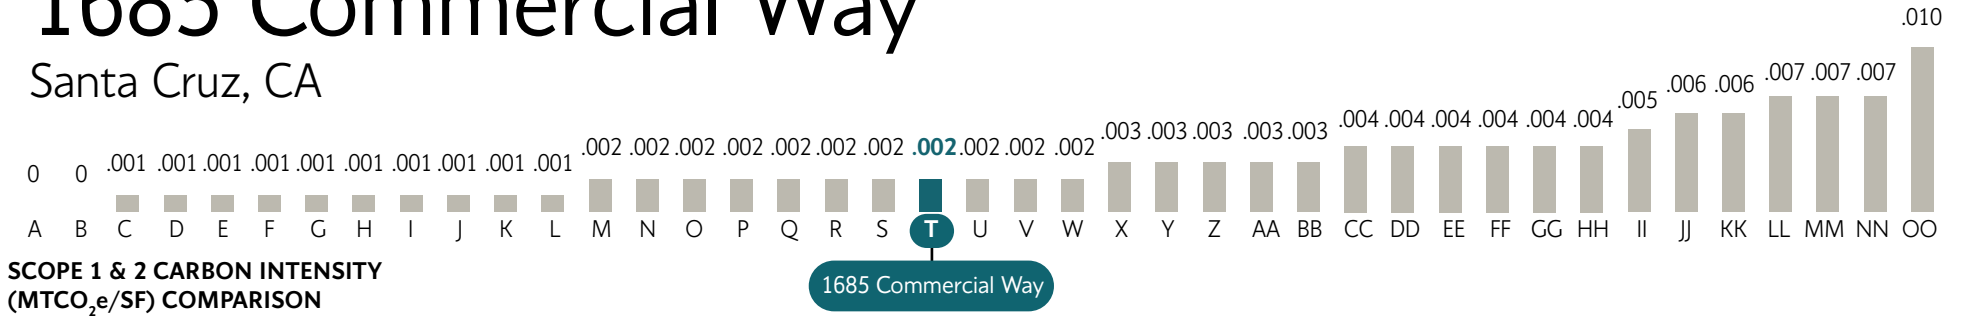 1685 Commercial Way
Santa Cruz, CA
0 0 .001 .001 .001 .001 .001 .001 .001 .001 .001 .001 .002 .002 .002 .002 .002 .002 .002 .002 .002 .002 .002 .003 .003 .003 .003 .003 .004 .004 .004 .004 .004 .004 .005 .006 .006 .007 .007 .007 .010
A B C D E F G H I J K L M N O P Q R S T U V W X Y Z AA BB CC DD EE FF GG HH II JJ KK LL MM NN OO
SCOPE 1 & 2 CARBON INTENSITY
(MTCO₂e/SF) COMPARISON
1685 Commercial Way